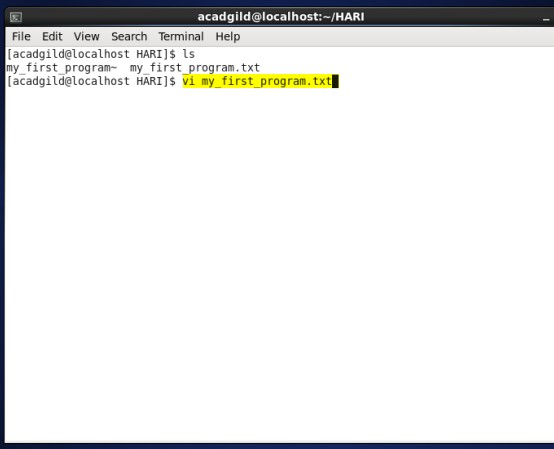 acadgild@localhost:~/HARI
File Edit View Search Terminal Help
[acadgild@localhost HARI]$ ls
my_first_program~  my_first_program.txt
[acadgild@localhost HARI]$ vi my_first_program.txt